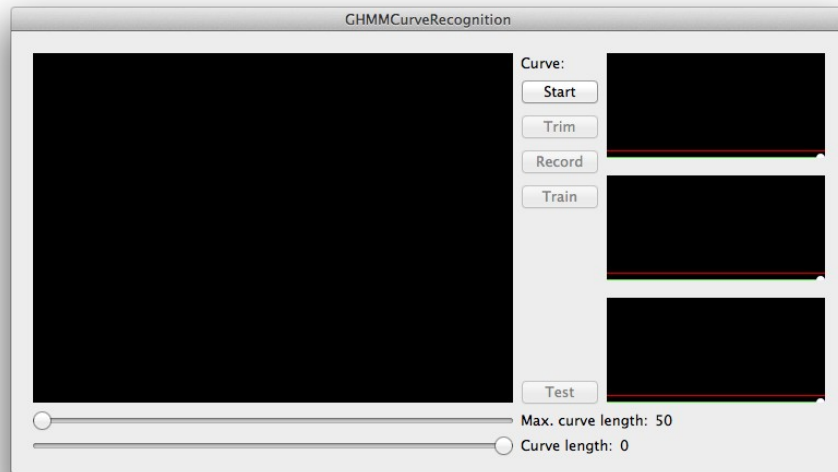 GHMMCurveRecognition
Curve:
Start
Trim
Record
Train
Test
Max. curve length: 50
Curve length: 0